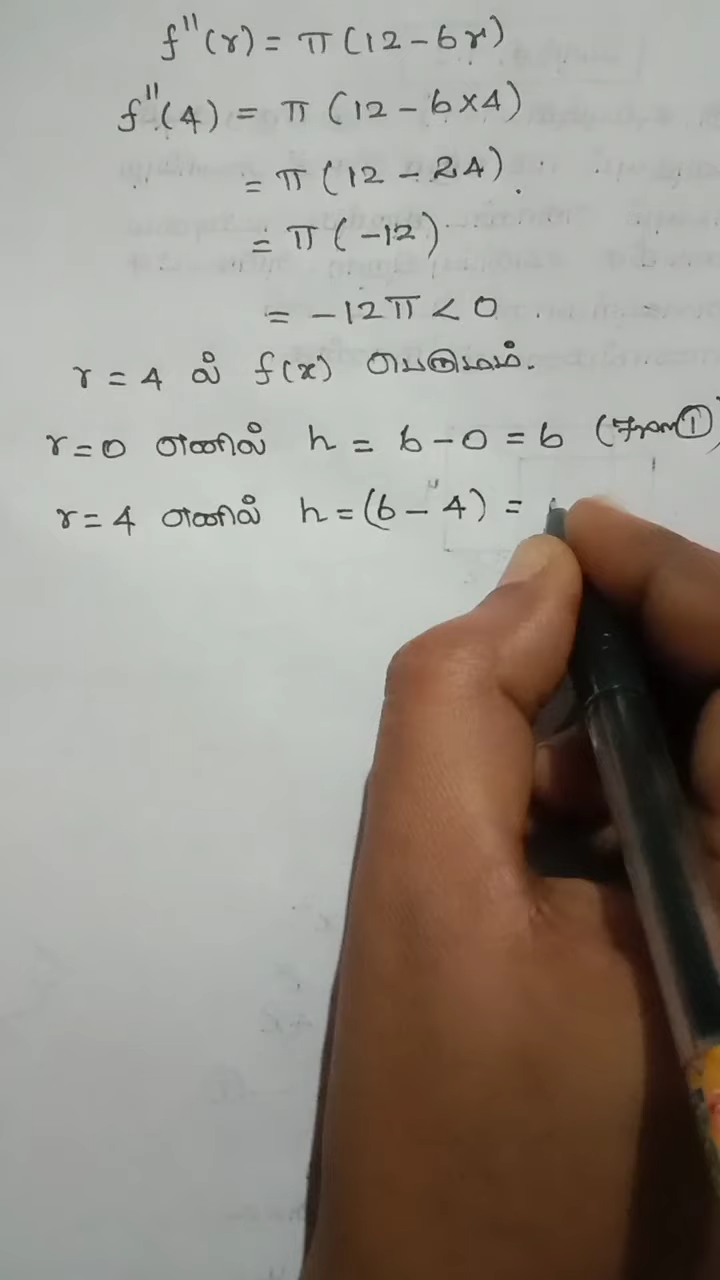 f''(r) = π(12 - 6r)
f''(4) = π(12 - 6×4)
= π(12 - 24).
= π(-12)
= -12π < 0.
r = 4 ல் f(x) பெருமம்.
r = 0 எனில் h = 6 - 0 = 6 (From ①)
r = 4 எனில் h = (6 - 4) =